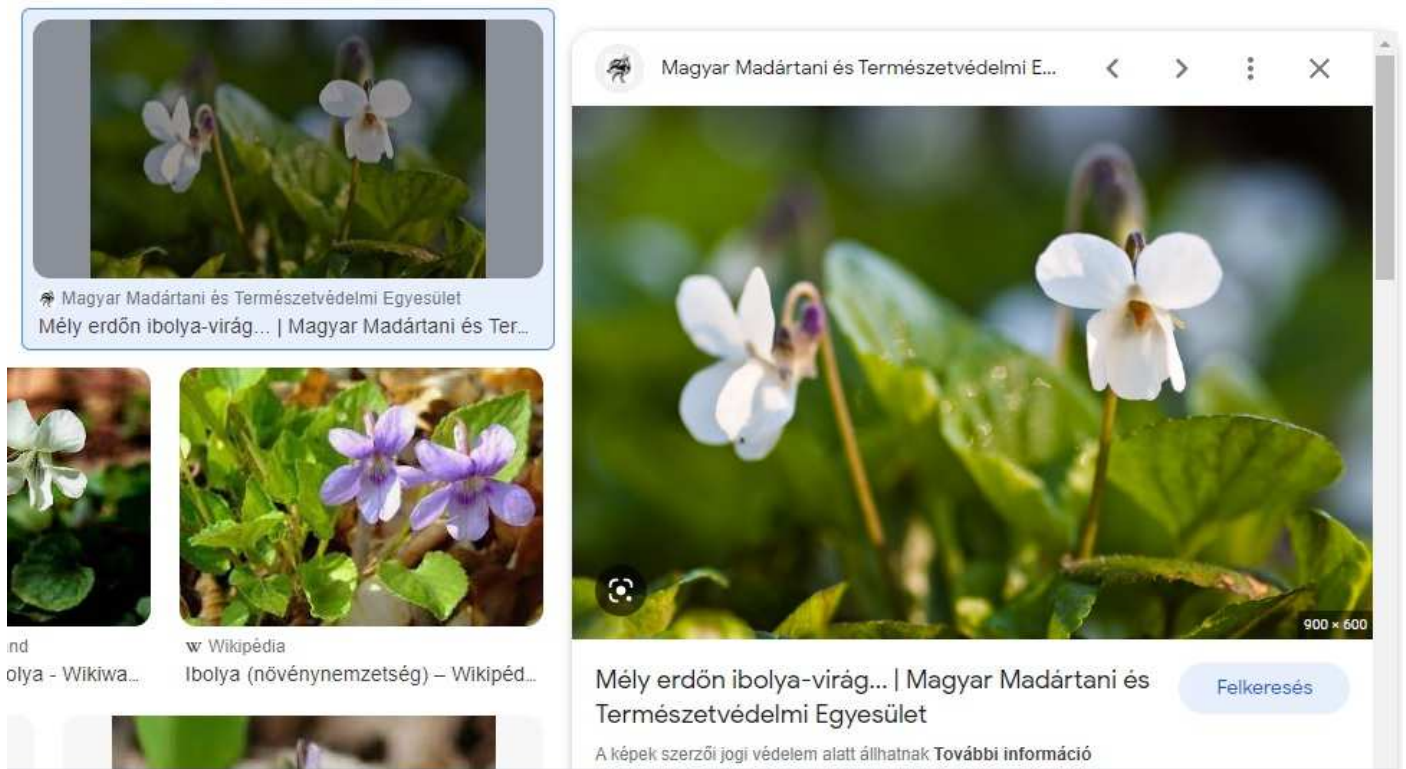 Magyar Madártani és Természetvédelmi Egyesület
Mély erdőn ibolya-virág... | Magyar Madártani és Ter...
nd
olya - Wikiwa...
W Wikipédia
Ibolya (növénynemzetség) – Wikipéd...
Magyar Madártani és Természetvédelmi E...
900 × 600
Mély erdőn ibolya-virág... | Magyar Madártani és
Természetvédelmi Egyesület
Felkeresés
A képek szerzői jogi védelem alatt állhatnak További információ